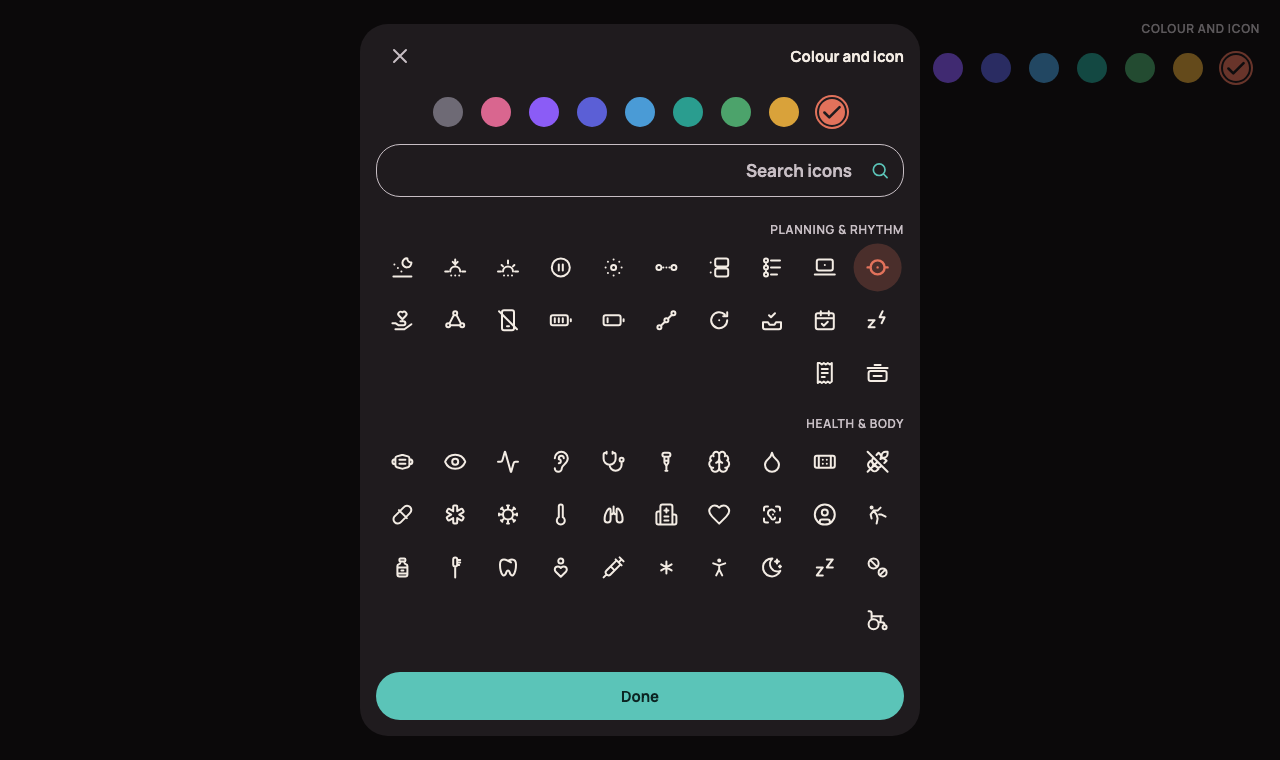 COLOUR AND ICON
Colour and icon
Search icons
PLANNING & RHYTHM
HEALTH & BODY
Done